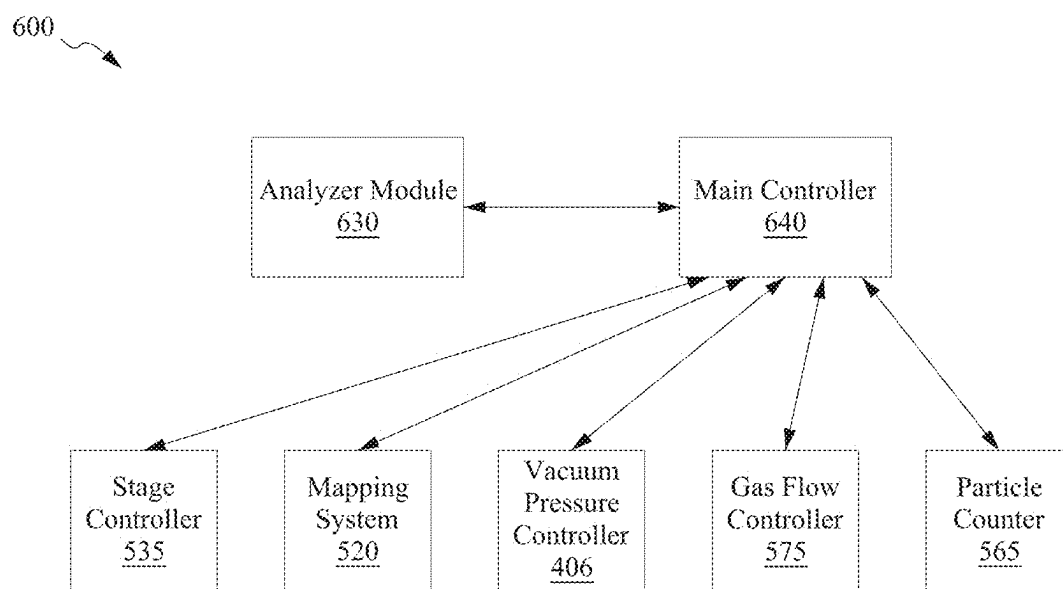 600
Analyzer Module
630
Main Controller
640
Stage
Controller
535
Mapping
System
520
Vacuum
Pressure
Controller
406
Gas Flow
Controller
575
Particle
Counter
565